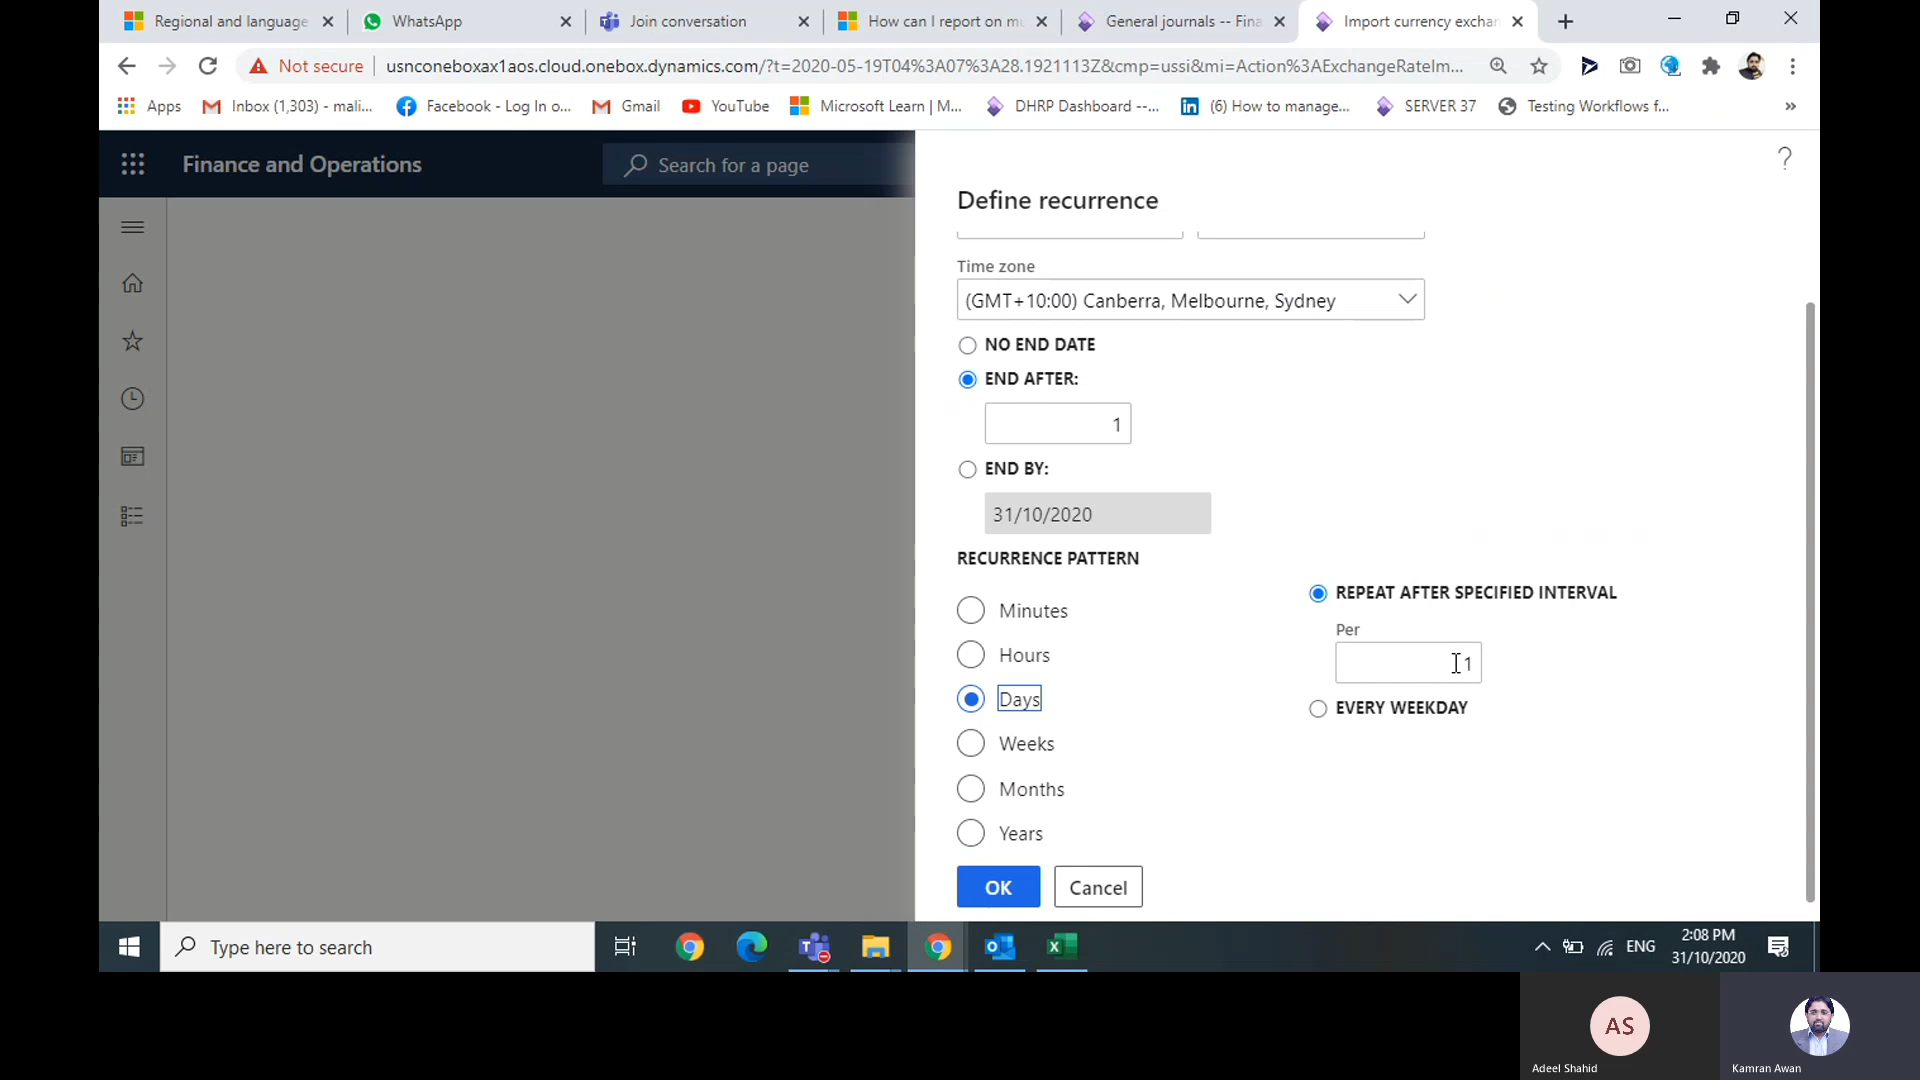 Regional and language
WhatsApp
Join conversation
How can I report on mu
General journals -- Fina
Import currency exchan
Not secure
usnconeboxax1aos.cloud.onebox.dynamics.com/?t=2020-05-19T04%3A07%3A28.1921113Z&cmp=ussi&mi=Action%3AExchangeRateIm...
Apps
Inbox (1,303) - mali...
Facebook - Log In o...
Gmail
YouTube
Microsoft Learn | M...
DHRP Dashboard --...
(6) How to manage...
SERVER 37
Testing Workflows f...
»
Finance and Operations
Search for a page
?
Define recurrence
Time zone
(GMT+10:00) Canberra, Melbourne, Sydney
NO END DATE
END AFTER:
1
END BY:
31/10/2020
RECURRENCE PATTERN
Minutes
Hours
Days
Weeks
Months
Years
REPEAT AFTER SPECIFIED INTERVAL
Per
1
EVERY WEEKDAY
OK
Cancel
Type here to search
ENG
2:08 PM
31/10/2020
AS
Adeel Shahid
Kamran Awan